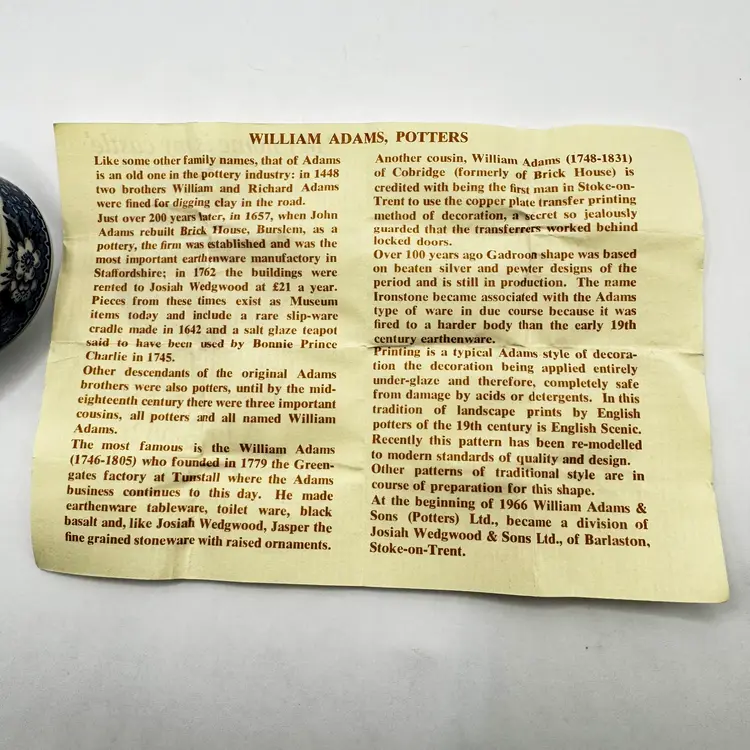 WILLIAM ADAMS, POTTERS
Like some other family names, that of Adams
is an old one in the pottery industry: in 1448
two brothers William and Richard Adams
were fined for digging clay in the road.
Just over 200 years later, in 1657, when John
Adams rebuilt Brick House, Burslem, as a
pottery, the firm was established and was the
most important earthenware manufactory in
Staffordshire; in 1762 the buildings were
rented to Josiah Wedgwood at £21 a year.
Pieces from these times exist as Museum
items today and include a rare slip-ware
cradle made in 1642 and a salt glaze teapot
said to have been used by Bonnie Prince
Charlie in 1745.
Other descendants of the original Adams
brothers were also potters, until by the mid-
eighteenth century there were three important
cousins, all potters and all named William
Adams.
The most famous is the William Adams
(1746-1805) who founded in 1779 the Green-
gates factory at Tunstall where the Adams
business continues to this day. He made
earthenware tableware, toilet ware, black
basalt and, like Josiah Wedgwood, Jasper the
fine grained stoneware with raised ornaments.
Another cousin, William Adams (1748-1831)
of Cobridge (formerly of Brick House) is
credited with being the first man in Stoke-on-
Trent to use the copper plate transfer printing
method of decoration, a secret so jealously
guarded that the transferrers worked behind
locked doors.
Over 100 years ago Gadroon shape was based
on beaten silver and pewter designs of the
period and is still in production. The name
Ironstone became associated with the Adams
type of ware in due course because it was
fired to a harder body than the early 19th
century earthenware.
Printing is a typical Adams style of decora-
tion the decoration being applied entirely
under-glaze and therefore, completely safe
from damage by acids or detergents. In this
tradition of landscape prints by English
potters of the 19th century is English Scenic.
Recently this pattern has been re-modelled
to modern standards of quality and design.
Other patterns of traditional style are in
course of preparation for this shape.
At the beginning of 1966 William Adams &
Sons (Potters) Ltd., became a division of
Josiah Wedgwood & Sons Ltd., of Barlaston,
Stoke-on-Trent.